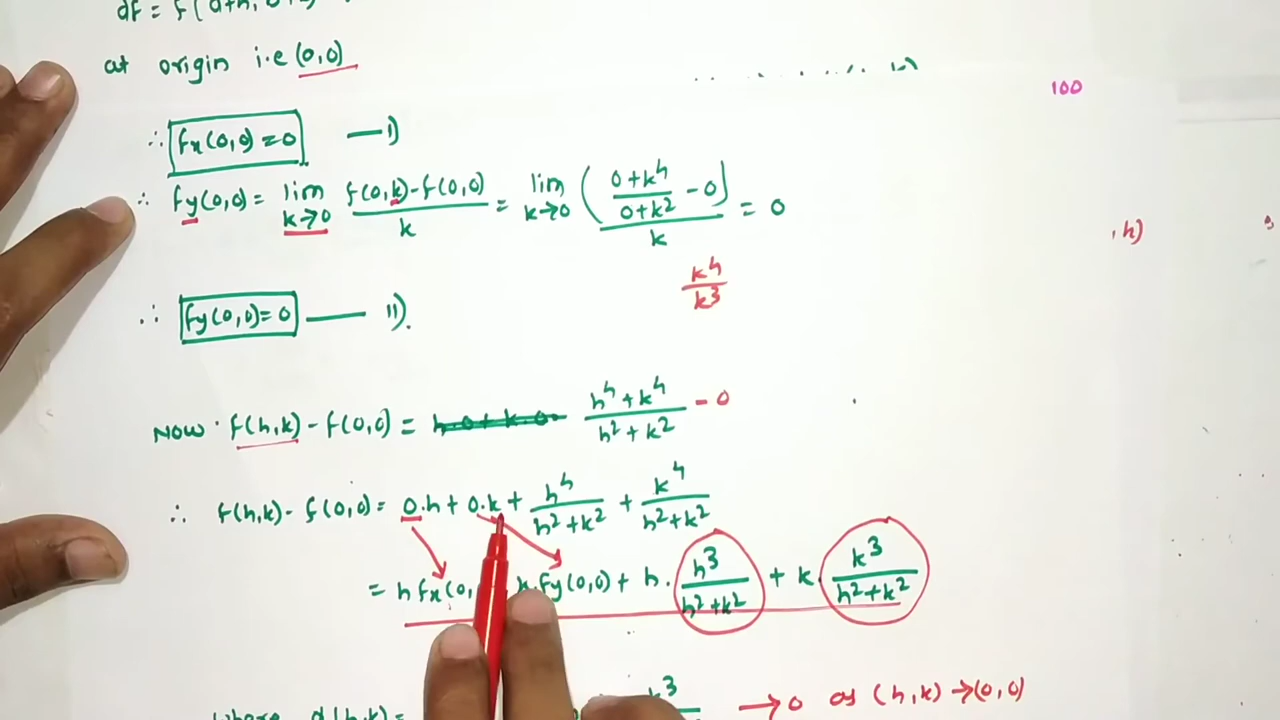 df = f(a+h,
at origin i.e (0,0)
100
∴ fx(0,0) = 0 — I)
∴ fy(0,0) = lim k→0 f(0,k) - f(0,0) / k = lim k→0 (0+k⁴ / 0+k² - 0) / k = 0
, h)
k⁴ / k³
∴ fy(0,0) = 0 — II).
Now f(h,k) - f(0,0) = h⁴ + k⁴ / h² + k² - 0
∴ f(h,k) - f(0,0) = 0.h + 0.k + h⁴ / h² + k² + k⁴ / h² + k²
= h fx(0, k fy(0,0) + h. h³ / h² + k² + k. k³ / h² + k²
where (h,k) = k³ → 0 as (h,k) → (0,0)